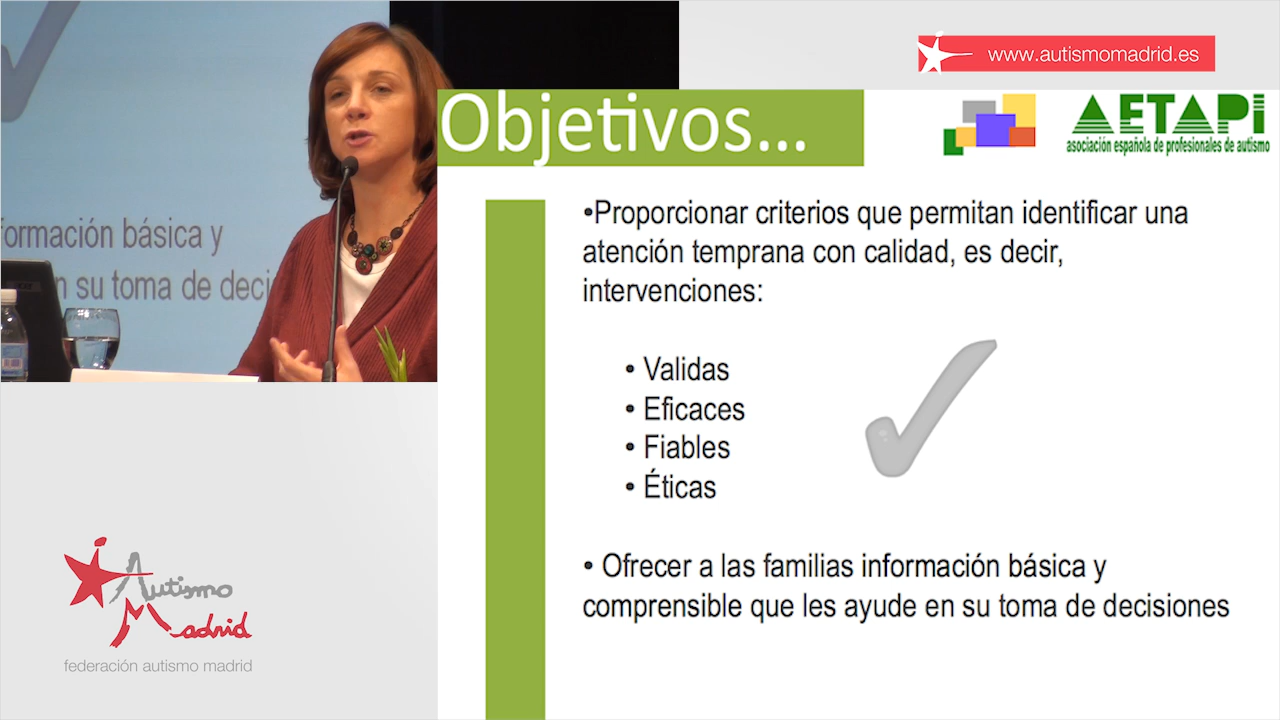 www.autismomadrid.es
Objetivos...
AETAPI
asociación española de profesionales de autismo
•Proporcionar criterios que permitan identificar una
atención temprana con calidad, es decir,
intervenciones:
• Validas
• Eficaces
• Fiables
• Éticas
• Ofrecer a las familias información básica y
comprensible que les ayude en su toma de decisiones
formación básica y
n su toma de deci
Autismo
Madrid
federación autismo madrid